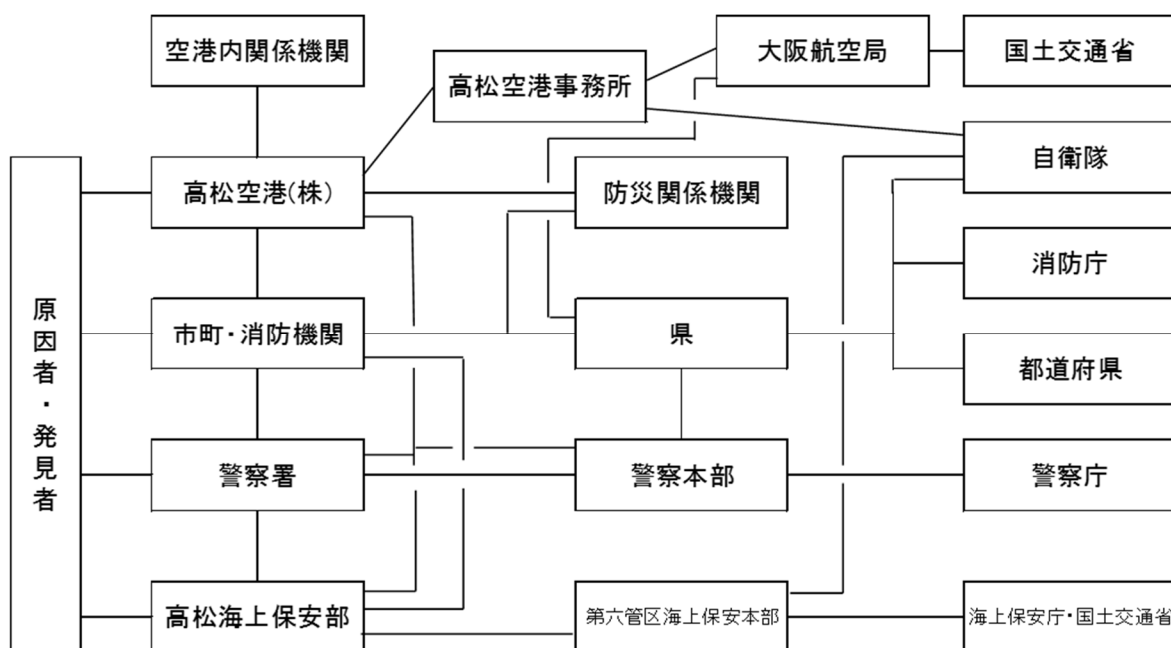 空港内関係機関
大阪航空局
国土交通省
高松空港事務所
自衛隊
高松空港(株)
防災関係機関
消防庁
原因者・発見者
市町・消防機関
県
都道府県
警察署
警察本部
警察庁
高松海上保安部
第六管区海上保安本部
海上保安庁・国土交通省